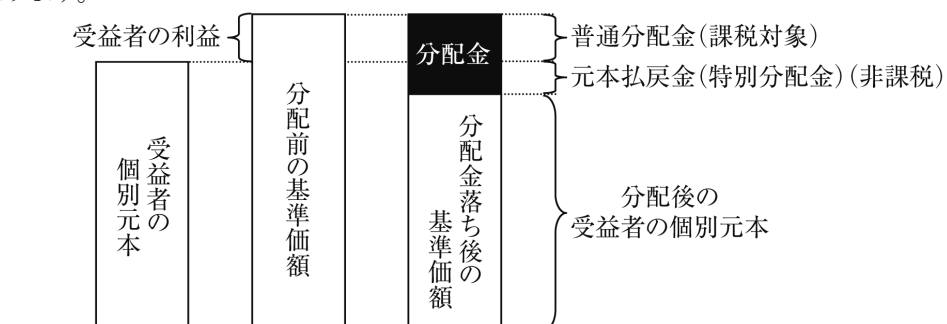 受益者の利益
分配金
普通分配金(課税対象)
元本払戻金(特別分配金)(非課税)
受益者の
個別元本
分配前の基準価額
分配金落ち後の
基準価額
分配後の
受益者の個別元本